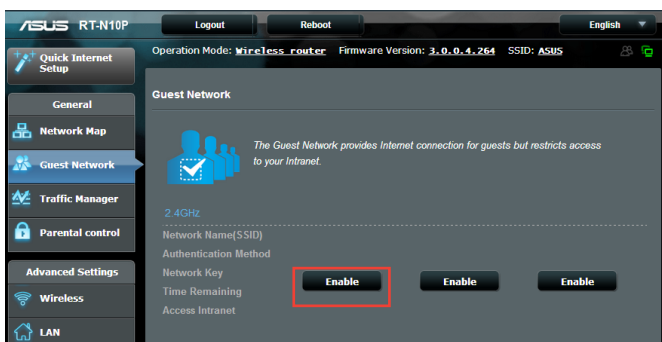 ASUS RT-N10P
Logout
Reboot
English
Quick Internet Setup
Operation Mode: Wireless router Firmware Version: 3.0.0.4.264 SSID: ASUS
General
Network Map
Guest Network
Traffic Manager
Parental control
Advanced Settings
Wireless
LAN
Guest Network
The Guest Network provides Internet connection for guests but restricts access
to your Intranet.
2.4GHz
Network Name(SSID)
Authentication Method
Network Key
Time Remaining
Access Intranet
Enable
Enable
Enable